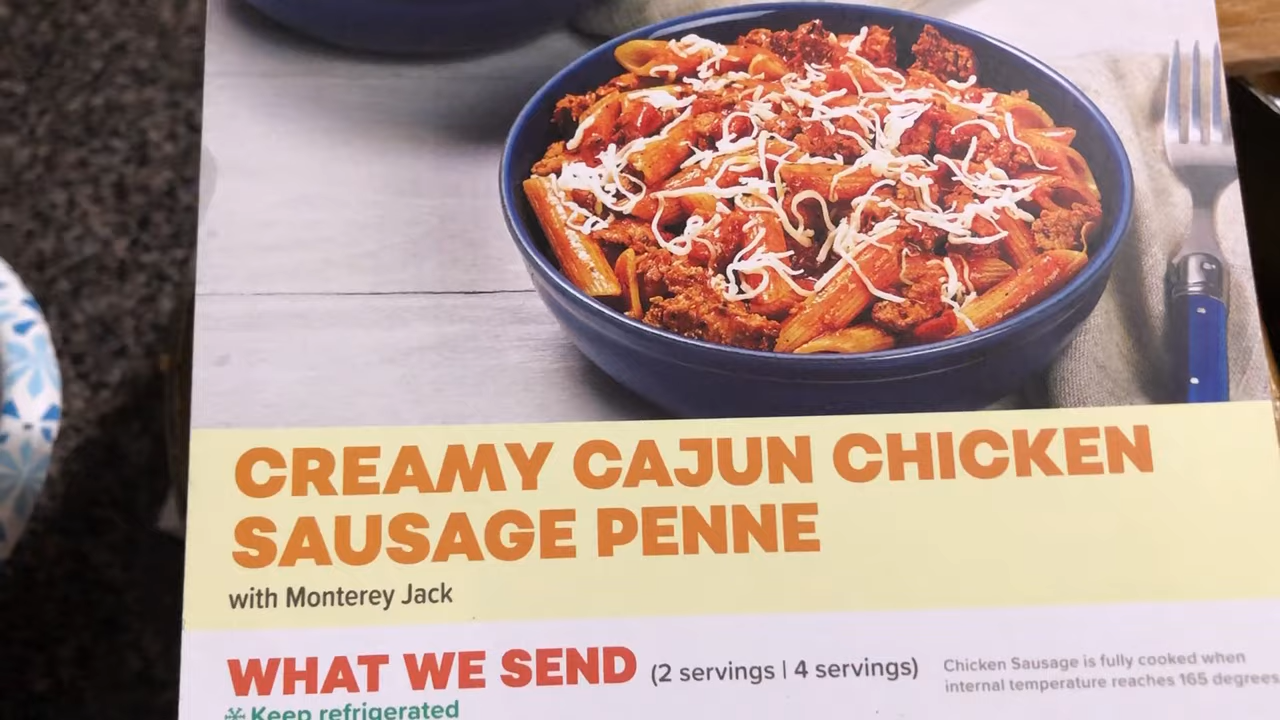 CREAMY CAJUN CHICKEN
SAUSAGE PENNE
with Monterey Jack
WHAT WE SEND (2 servings | 4 servings)
Chicken Sausage is fully cooked when
internal temperature reaches 165 degrees
Keep refrigerated